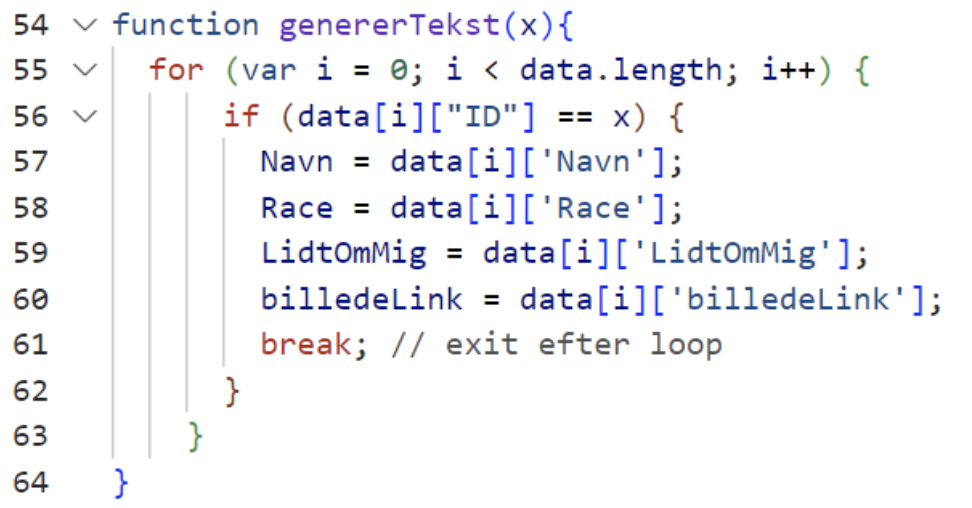 54 function genererTekst(x){
55 for (var i = 0; i < data.length; i++) {
56 if (data[i]["ID"] == x) {
57 Navn = data[i]['Navn'];
58 Race = data[i]['Race'];
59 LidtOmMig = data[i]['LidtOmMig'];
60 billedeLink = data[i]['billedeLink'];
61 break; // exit efter loop
62 }
63 }
64 }